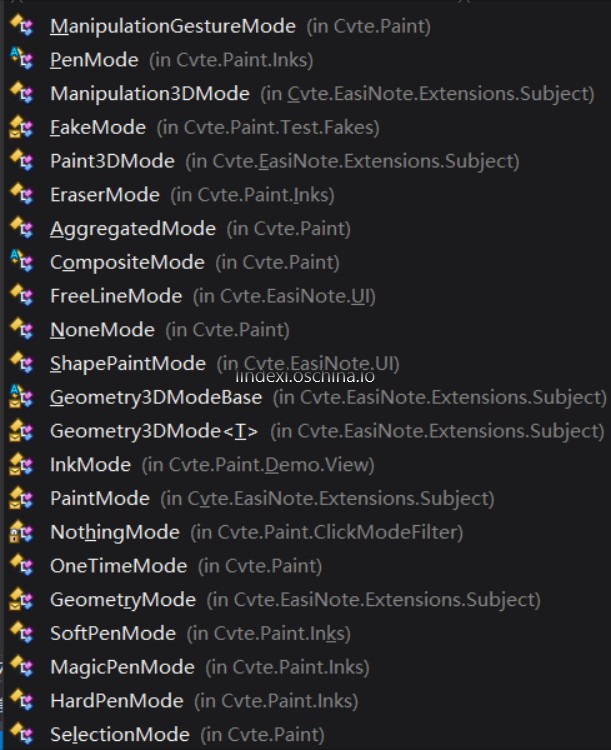 ManipulationGestureMode (in Cvte.Paint)
PenMode (in Cvte.Paint.Inks)
Manipulation3DMode (in Cvte.EasiNote.Extensions.Subject)
FakeMode (in Cvte.Paint.Test.Fakes)
Paint3DMode (in Cvte.EasiNote.Extensions.Subject)
EraserMode (in Cvte.Paint.Inks)
AggregatedMode (in Cvte.Paint)
CompositeMode (in Cvte.Paint)
FreeLineMode (in Cvte.EasiNote.UI)
NoneMode (in Cvte.Paint)
ShapePaintMode (in Cvte.EasiNote.UI)
lindexi.oschina.io
Geometry3DModeBase (in Cvte.EasiNote.Extensions.Subject)
Geometry3DMode<T> (in Cvte.EasiNote.Extensions.Subject)
InkMode (in Cvte.Paint.Demo.View)
PaintMode (in Cvte.EasiNote.Extensions.Subject)
NothingMode (in Cvte.Paint.ClickModeFilter)
OneTimeMode (in Cvte.Paint)
GeometryMode (in Cvte.EasiNote.Extensions.Subject)
SoftPenMode (in Cvte.Paint.Inks)
MagicPenMode (in Cvte.Paint.Inks)
HardPenMode (in Cvte.Paint.Inks)
SelectionMode (in Cvte.Paint)